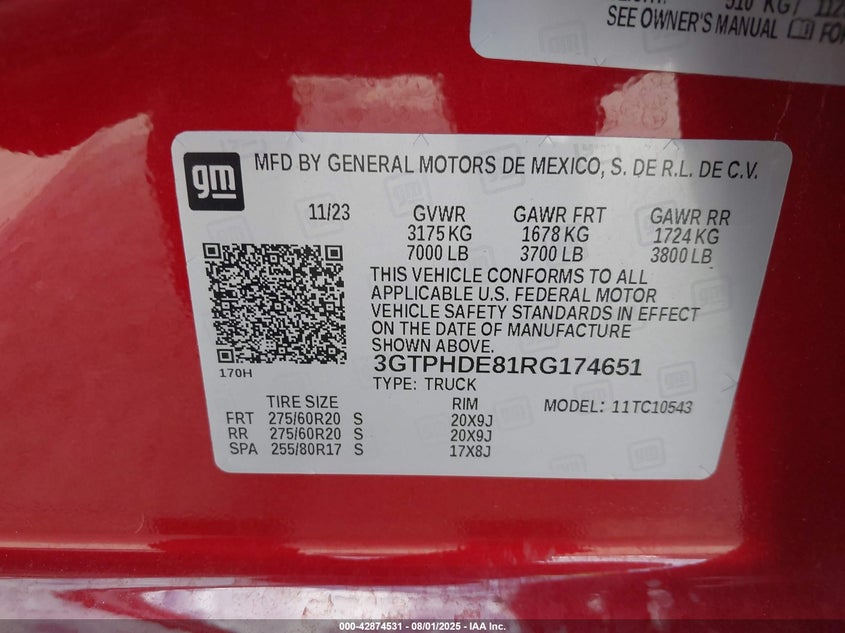 510 KG / 112
SEE OWNER'S MANUAL FOR
gm
MFD BY GENERAL MOTORS DE MEXICO, S. DE R.L. DE C.V.
11/23 GVWR GAWR FRT GAWR RR
3175 KG 1678 KG 1724 KG
7000 LB 3700 LB 3800 LB
THIS VEHICLE CONFORMS TO ALL
APPLICABLE U.S. FEDERAL MOTOR
VEHICLE SAFETY STANDARDS IN EFFECT
ON THE DATE OF MANUFACTURE
SHOWN ABOVE.
170H
3GTPHDE81RG174651
TYPE: TRUCK
TIRE SIZE RIM MODEL: 11TC10543
FRT 275/60R20 S 20X9J
RR 275/60R20 S 20X9J
SPA 255/80R17 S 17X8J
000-42874531 - 08/01/2025 - IAA Inc.